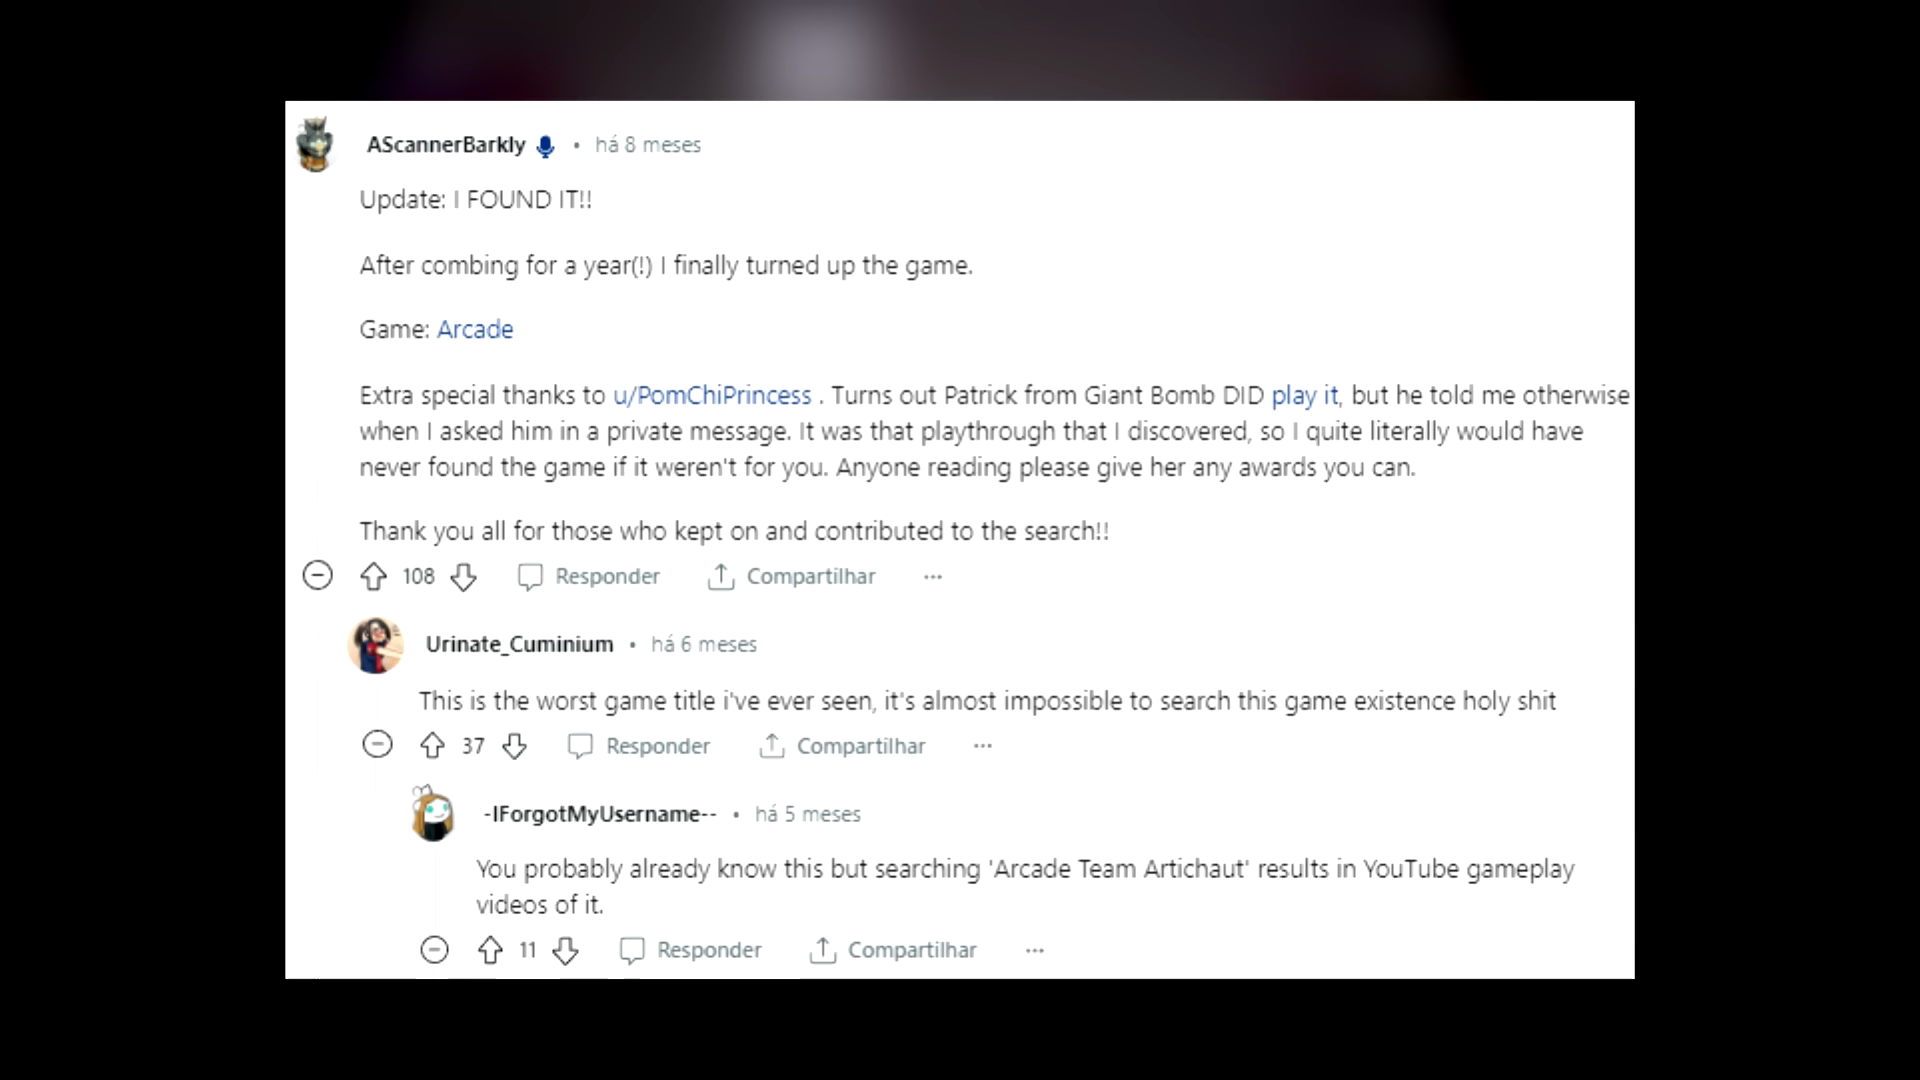 AScannerBarkly • há 8 meses
Update: I FOUND IT!!
After combing for a year(!) I finally turned up the game.
Game: Arcade
Extra special thanks to u/PomChiPrincess . Turns out Patrick from Giant Bomb DID play it, but he told me otherwise
when I asked him in a private message. It was that playthrough that I discovered, so I quite literally would have
never found the game if it weren't for you. Anyone reading please give her any awards you can.
Thank you all for those who kept on and contributed to the search!!
108 Responder Compartilhar ...
Urinate_Cuminium • há 6 meses
This is the worst game title i've ever seen, it's almost impossible to search this game existence holy shit
37 Responder Compartilhar ...
-IForgotMyUsername-- • há 5 meses
You probably already know this but searching 'Arcade Team Artichaut' results in YouTube gameplay
videos of it.
11 Responder Compartilhar ...